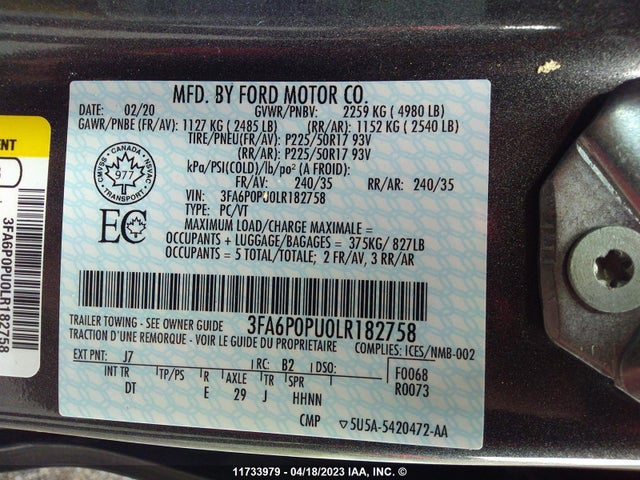 MFD. BY FORD MOTOR CO.
DATE: 02/20 GVWR/PNBV: 2259 KG ( 4980 LB)
GAWR/PNBE (FR/AV): 1127 KG ( 2485 LB) (RR/AR): 1152 KG ( 2540 LB)
TIRE/PNEU(FR/AV): P225/50R17 93V
(RR/AR): P225/50R17 93V
kPa/PSI(COLD)/lb/po² (A FROID):
FR/AV: 240/35 RR/AR: 240/35
VIN: 3FA6P0PU0LR182758
TYPE: PC/VT
MAXIMUM LOAD/CHARGE MAXIMALE =
OCCUPANTS + LUGGAGE/BAGAGES = 375KG/ 827LB
OCCUPANTS = 5 TOTAL/TOTALE; 2 FR/AV, 3 RR/AR
CANADA
CMVSS
NSVAC
977
TRANSPORT
EC
3FA6P0PU0LR182758
TRAILER TOWING - SEE OWNER GUIDE
TRACTION D'UNE REMORQUE - VOIR LE GUIDE DU PROPRIETAIRE COMPLIES: ICES/NMB-002
EXT PNT: J7 RC: B2 DSO: F0068
INT TR TP/PS R AXLE TR SPR R0073
DT E 29 J HHNN
CMP 5U5A-5420472-AA
ENT
3FA6P0PU0LR182758
11733979 - 04/18/2023 IAA, INC.